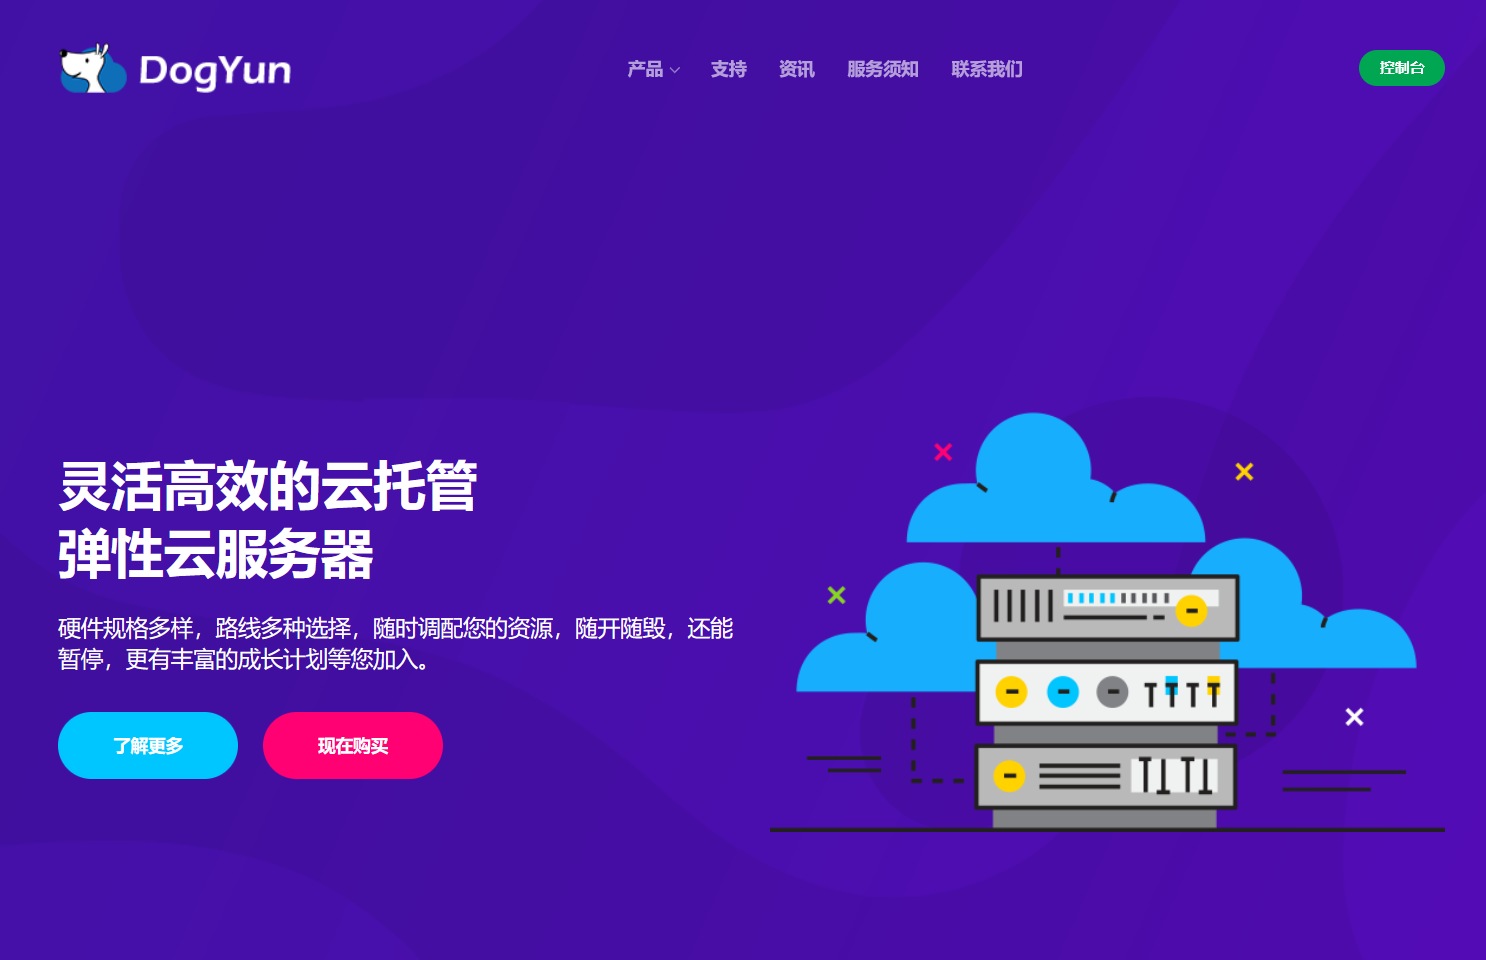 DogYun
产品 支持 资讯 服务须知 联系我们
控制台
灵活高效的云托管
弹性云服务器
硬件规格多样，路线多种选择，随时调配您的资源，随开随毁，还能
暂停，更有丰富的成长计划等您加入。
了解更多 现在购买